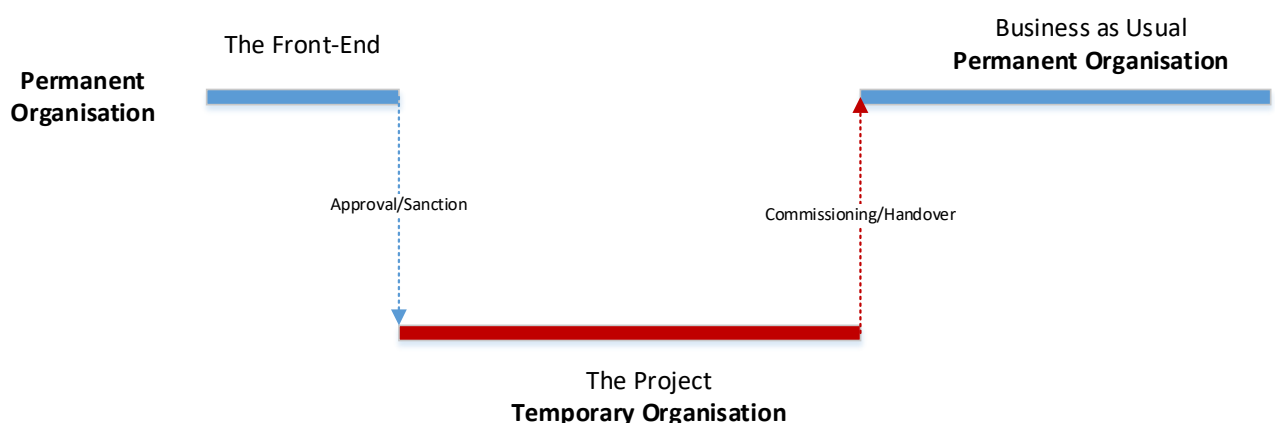 The Front-End
Permanent
Organisation
Business as Usual
Permanent Organisation
Approval/Sanction
Commissioning/Handover
The Project
Temporary Organisation